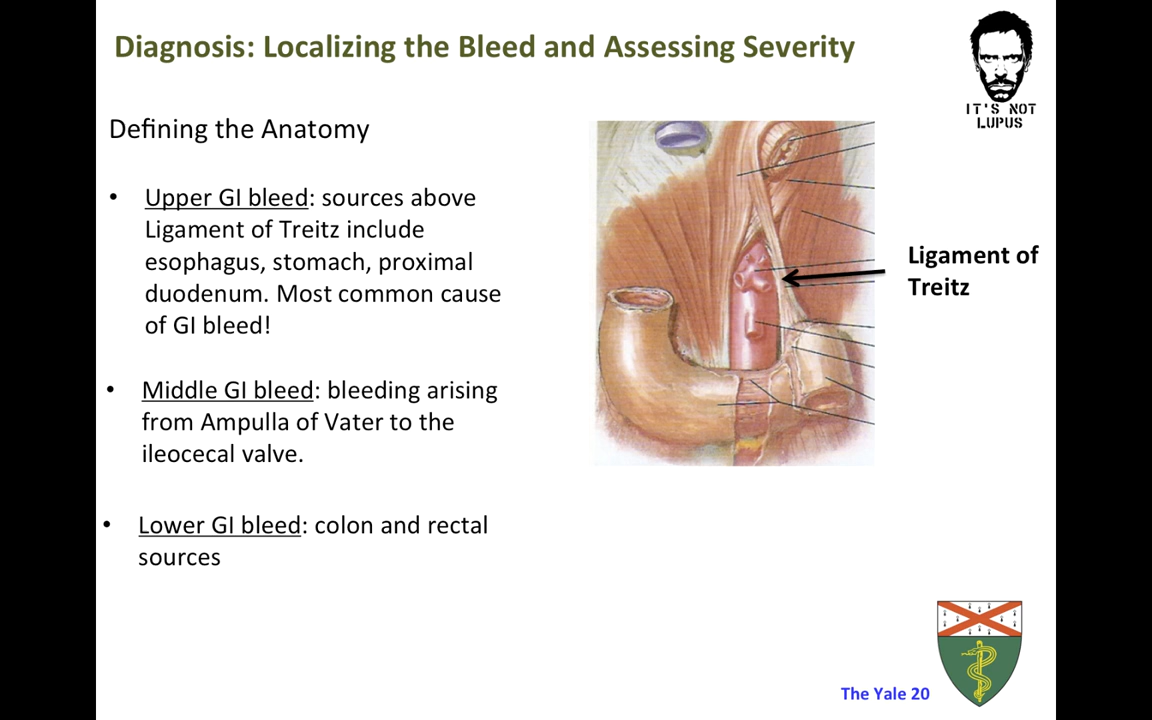 Diagnosis: Localizing the Bleed and Assessing Severity
IT'S NOT
LUPUS
Defining the Anatomy
• Upper GI bleed: sources above
Ligament of Treitz include
esophagus, stomach, proximal
duodenum. Most common cause
of GI bleed!
Ligament of
Treitz
• Middle GI bleed: bleeding arising
from Ampulla of Vater to the
ileocecal valve.
• Lower GI bleed: colon and rectal
sources
The Yale 20